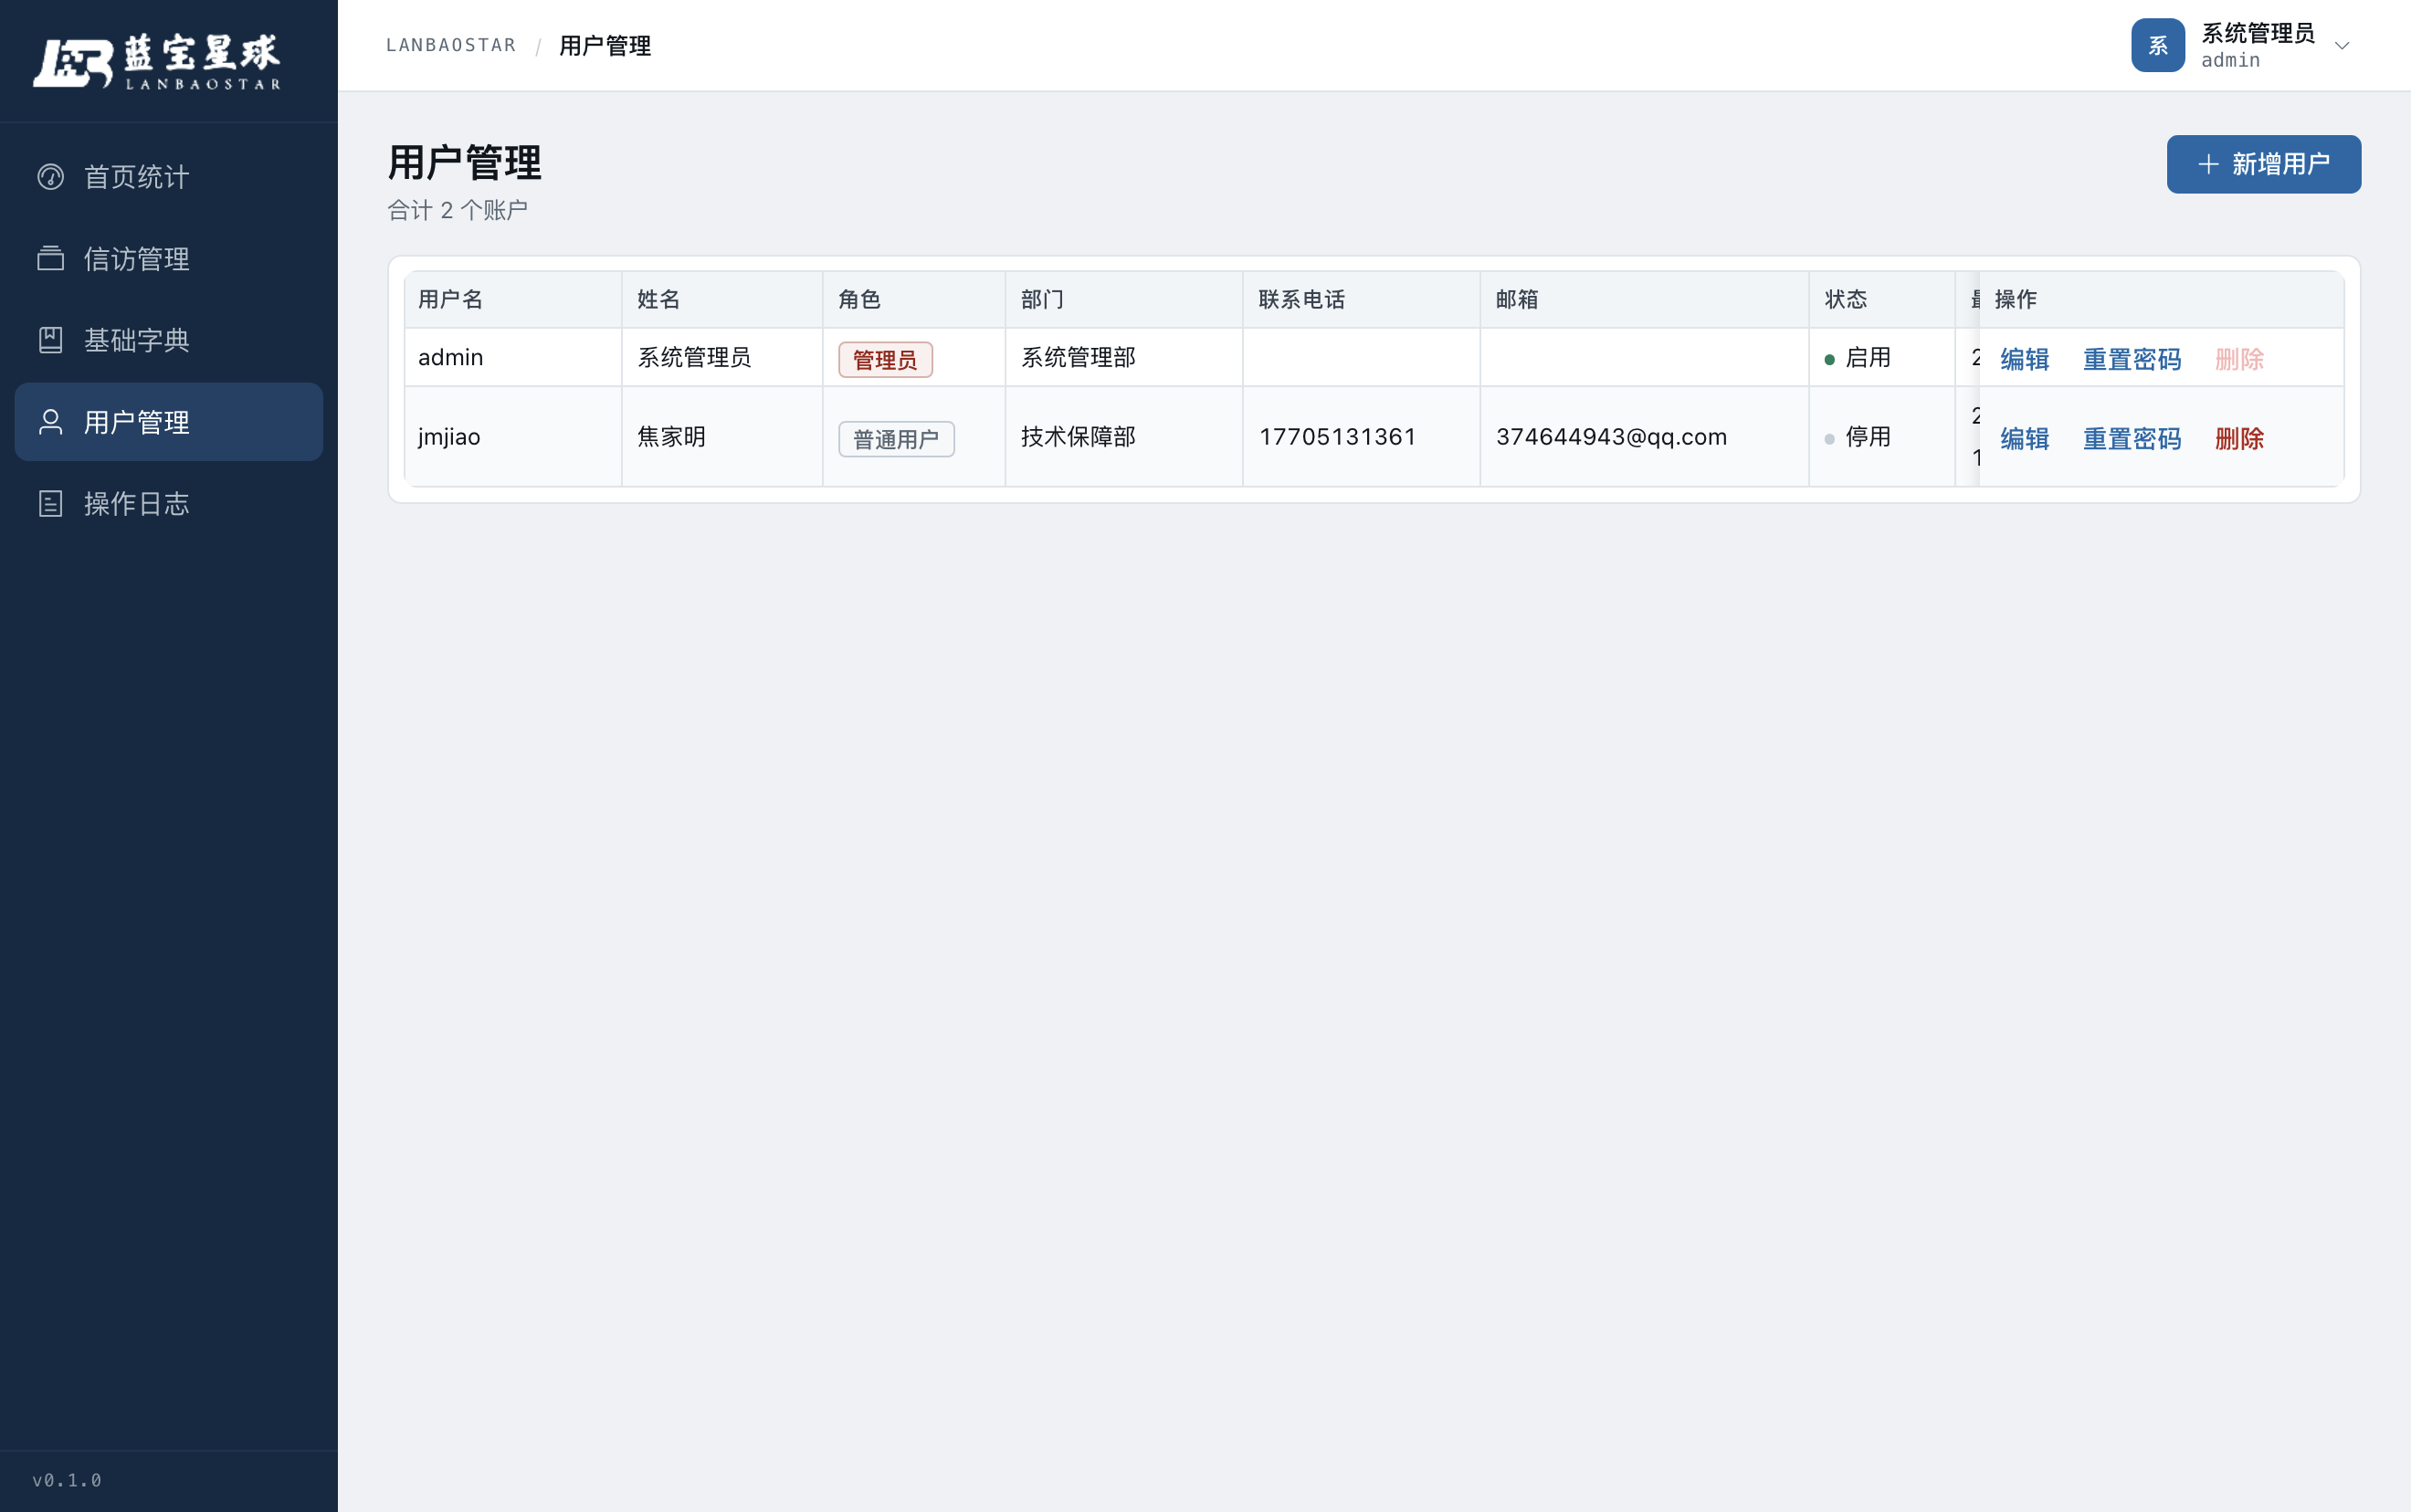 蓝宝星球
LANBAOSTAR
首页统计
信访管理
基础字典
用户管理
操作日志
v0.1.0
LANBAOSTAR / 用户管理
系 系统管理员
admin
用户管理
合计 2 个账户
新增用户
用户名 姓名 角色 部门 联系电话 邮箱 状态 操作
admin 系统管理员 管理员 系统管理部 启用 2 编辑 重置密码 删除
jmjiao 焦家明 普通用户 技术保障部 17705131361 374644943@qq.com 停用 2 1 编辑 重置密码 删除